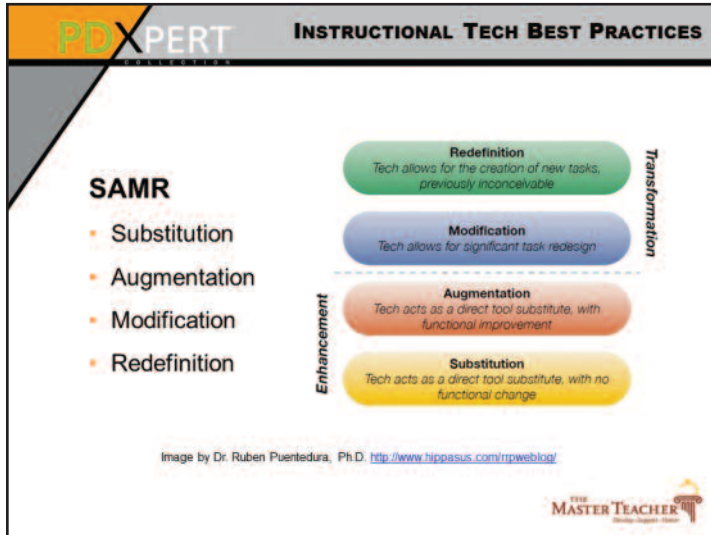 PDXPERT
COLLECTION
INSTRUCTIONAL TECH BEST PRACTICES
SAMR
• Substitution
• Augmentation
• Modification
• Redefinition
Redefinition
Tech allows for the creation of new tasks,
previously inconceivable
Modification
Tech allows for significant task redesign
Transformation
Augmentation
Tech acts as a direct tool substitute, with
functional improvement
Substitution
Tech acts as a direct tool substitute, with no
functional change
Enhancement
Image by Dr. Ruben Puentedura, Ph.D. http://www.hippasus.com/rrpweblog/
THE
MASTER TEACHER